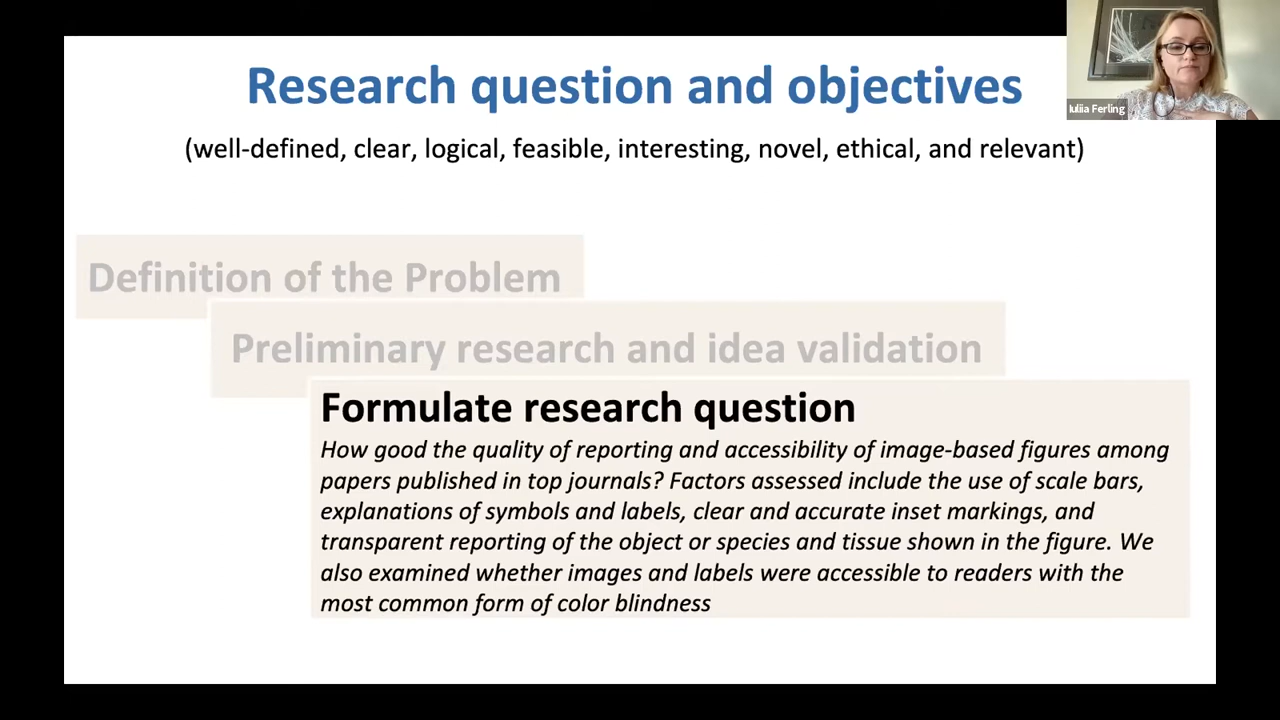 Research question and objectives
Iuliia Ferling
(well-defined, clear, logical, feasible, interesting, novel, ethical, and relevant)
Definition of the Problem
Preliminary research and idea validation
Formulate research question
How good the quality of reporting and accessibility of image-based figures among
papers published in top journals? Factors assessed include the use of scale bars,
explanations of symbols and labels, clear and accurate inset markings, and
transparent reporting of the object or species and tissue shown in the figure. We
also examined whether images and labels were accessible to readers with the
most common form of color blindness